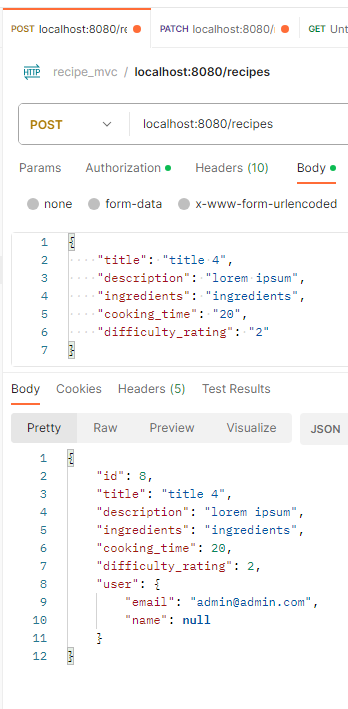 POST localhost:8080/re PATCH localhost:8080/ GET Unt
HTTP recipe_mvc / localhost:8080/recipes
POST localhost:8080/recipes
Params Authorization Headers (10) Body
none form-data x-www-form-urlencoded
1 {
2 "title": "title 4",
3 "description": "lorem ipsum",
4 "ingredients": "ingredients",
5 "cooking_time": "20",
6 "difficulty_rating": "2"
7 }
Body Cookies Headers (5) Test Results
Pretty Raw Preview Visualize JSON
1 {
2 "id": 8,
3 "title": "title 4",
4 "description": "lorem ipsum",
5 "ingredients": "ingredients",
6 "cooking_time": 20,
7 "difficulty_rating": 2,
8 "user": {
9 "email": "admin@admin.com",
10 "name": null
11 }
12 }